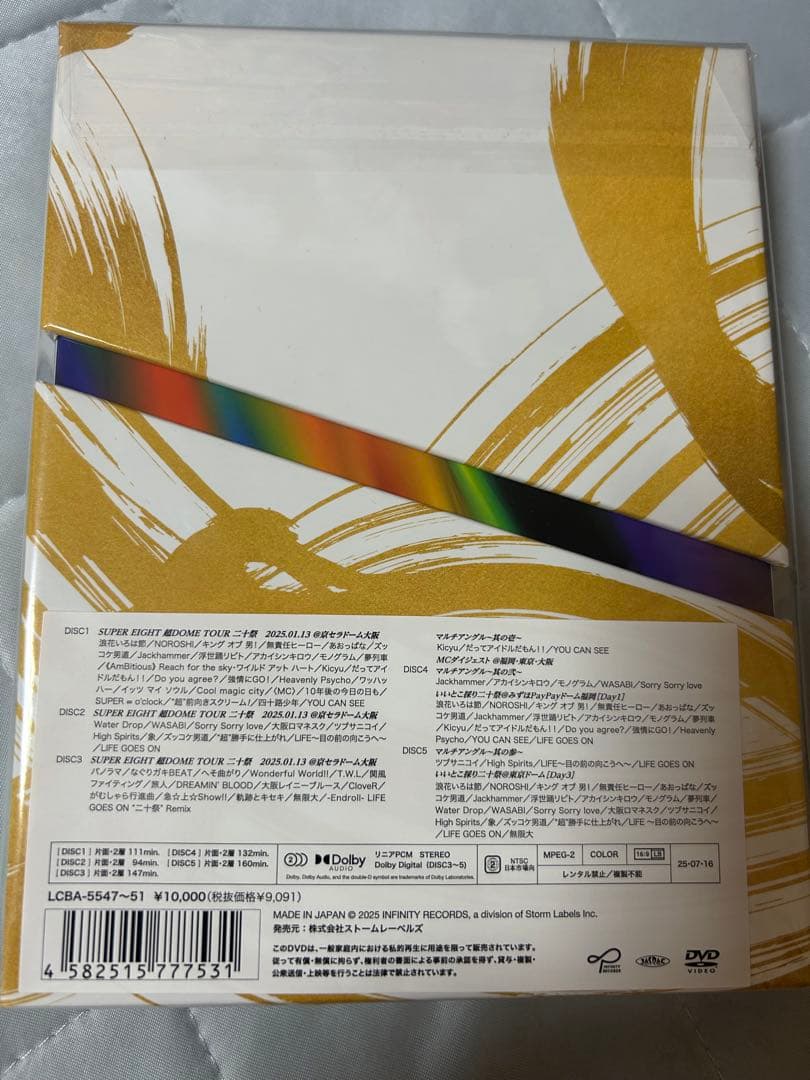 DISC1 SUPER EIGHT 超DOME TOUR 二十祭 2025.01.13 @京セラドーム大阪
浪花いろは節／NOROSHI／キング オブ 男！／無責任ヒーロー／あおっぱな／ズッ
コケ男道／Jackhammer／浮世踊リビト／アカイシンキロウ／モノグラム／夢列車
／《AmBitious》Reach for the sky・ワイルド アット ハート／Kicyu／だってアイ
ドルだもん！！／Do you agree?／強情にGO！／Heavenly Psycho／ワッハッ
ハー／イッツ マイ ソウル／Cool magic city／〈MC〉／10年後の今日の日も／
SUPER = o'clock／"超"前向きスクリーム！／四十路少年／YOU CAN SEE
DISC2 SUPER EIGHT 超DOME TOUR 二十祭 2025.01.13 @京セラドーム大阪
Water Drop／WASABI／Sorry Sorry love／大阪ロマネスク／ツブサニコイ／
High Spirits／象／ズッコケ男道／"超"勝手に仕上がれ／LIFE～目の前の向こうへ～
／LIFE GOES ON
DISC3 SUPER EIGHT 超DOME TOUR 二十祭 2025.01.13 @京セラドーム大阪
パノラマ／なぐりガキBEAT／へそ曲がり／Wonderful World!!／T.W.L／関風
ファイティング／旅人／DREAMIN' BLOOD／大阪レイニーブルース／CloveR／
がむしゃら行進曲／急☆上☆Show!!／軌跡とキセキ／無限大／-Endroll- LIFE
GOES ON "二十祭" Remix
マルチアングル～其の壱～
Kicyu／だってアイドルだもん！！／YOU CAN SEE
MCダイジェスト @福岡・東京・大阪
DISC4 マルチアングル～其の弐～
Jackhammer／アカイシンキロウ／モノグラム／WASABI／Sorry Sorry love
いいとこ採り二十祭@みずほPayPayドーム福岡[Day1]
浪花いろは節／NOROSHI／キング オブ 男！／無責任ヒーロー／あおっぱな／ズッ
コケ男道／Jackhammer／浮世踊リビト／アカイシンキロウ／モノグラム／夢列車
／Kicyu／だってアイドルだもん！！／Do you agree?／強情にGO！／Heavenly
Psycho／YOU CAN SEE／LIFE GOES ON
DISC5 マルチアングル～其の参～
ツブサニコイ／High Spirits／LIFE～目の前の向こうへ～／LIFE GOES ON
いいとこ採り二十祭@東京ドーム[Day3]
浪花いろは節／NOROSHI／キング オブ 男！／無責任ヒーロー／あおっぱな／ズッ
コケ男道／Jackhammer／浮世踊リビト／アカイシンキロウ／モノグラム／夢列車／
Water Drop／WASABI／Sorry Sorry love／大阪ロマネスク／ツブサニコイ／
High Spirits／象／ズッコケ男道／"超"勝手に仕上がれ／LIFE ～目の前の向こうへ～
／LIFE GOES ON／無限大
[DISC1] 片面・2層 111min. [DISC4] 片面・2層 132min.
[DISC2] 片面・2層 94min. [DISC5] 片面・2層 160min.
[DISC3] 片面・2層 147min.
2))) Dolby AUDIO
リニアPCM STEREO
Dolby Digital (DISC3～5)
Dolby, Dolby Audio, and the double-D symbol are trademarks of Dolby Laboratories.
2 NTSC 日本市場向
MPEG-2 COLOR 16:9 LB
レンタル禁止／複製不能
25･07･16
LCBA-5547～51 ¥10,000(税抜価格¥9,091)
4 582515 777531
MADE IN JAPAN © 2025 INFINITY RECORDS, a division of Storm Labels Inc.
発売元：株式会社ストームレーベルズ
このDVDは、一般家庭内における私的再生に用途を限って販売されています。
従って有償・無償に拘らず、権利者の書面による事前の承諾を得ず、貸与・複製・
公衆送信・上映等を行うことは法律で禁止されています。
INFINITY RECORDS
JASRAC
DVD VIDEO